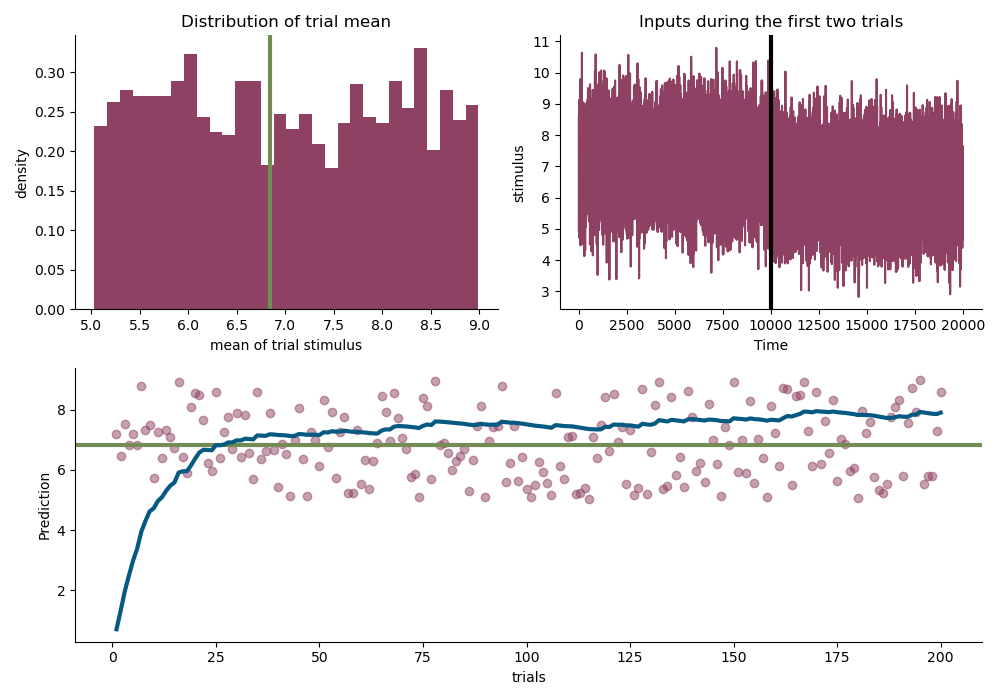 Distribution of trial mean
density
0.30
0.25
0.20
0.15
0.10
0.05
0.00
5.0 5.5 6.0 6.5 7.0 7.5 8.0 8.5 9.0
mean of trial stimulus
Inputs during the first two trials
stimulus
11
10
9
8
7
6
5
4
3
0 2500 5000 7500 10000 12500 15000 17500 20000
Time
Prediction
8
6
4
2
0 25 50 75 100 125 150 175 200
trials